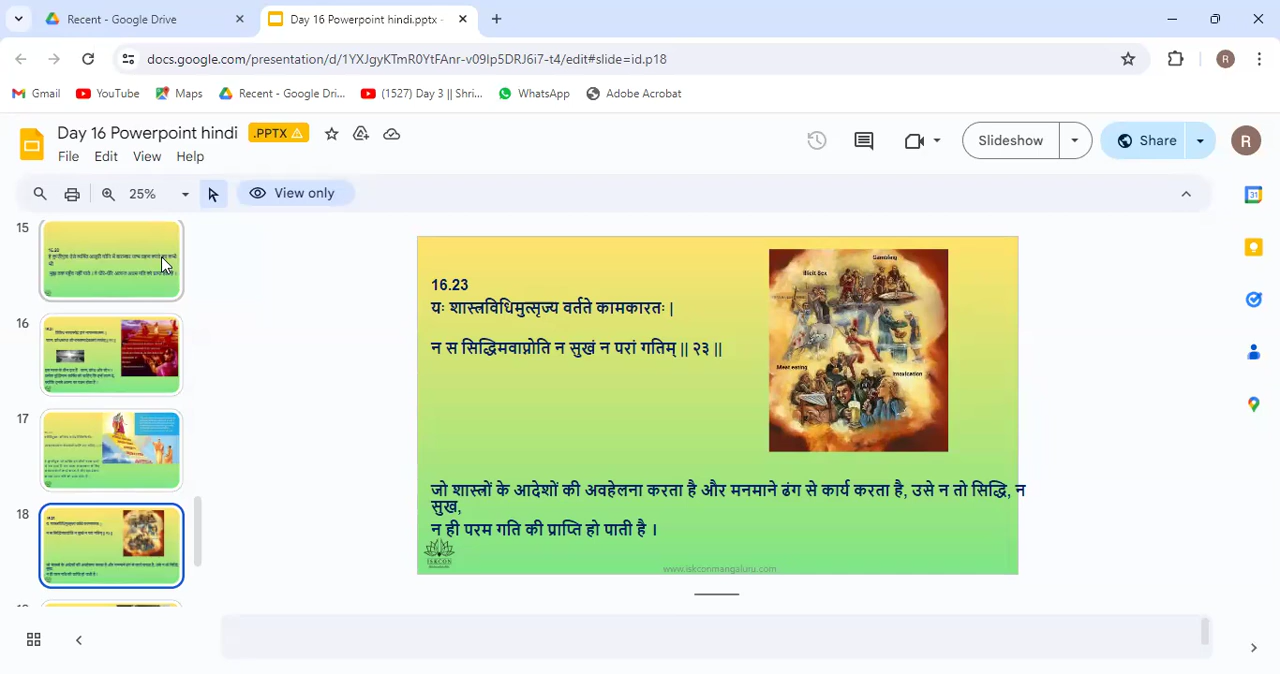 Recent - Google Drive
Day 16 Powerpoint hindi.pptx -
docs.google.com/presentation/d/1YXJgyKTmR0YtFAnr-v09Ip5DRJ6i7-t4/edit#slide=id.p18
Gmail
YouTube
Maps
Recent - Google Dri...
(1527) Day 3 || Shri...
WhatsApp
Adobe Acrobat
Day 16 Powerpoint hindi
.PPTX
File Edit View Help
Slideshow
Share
R
25%
View only
15
16
17
18
16.23
यः शास्त्रविधिमुत्सृज्य वर्तते कामकारतः |
न स सिद्धिमवाप्नोति न सुखं न परां गतिम् || २३ ||
Gambling
Illicit Sex
Meat eating
Intoxication
जो शास्त्रों के आदेशों की अवहेलना करता है और मनमाने ढंग से कार्य करता है, उसे न तो सिद्धि, न
सुख,
न ही परम गति की प्राप्ति हो पाती है ।
ISKCON
www.iskconmangaluru.com